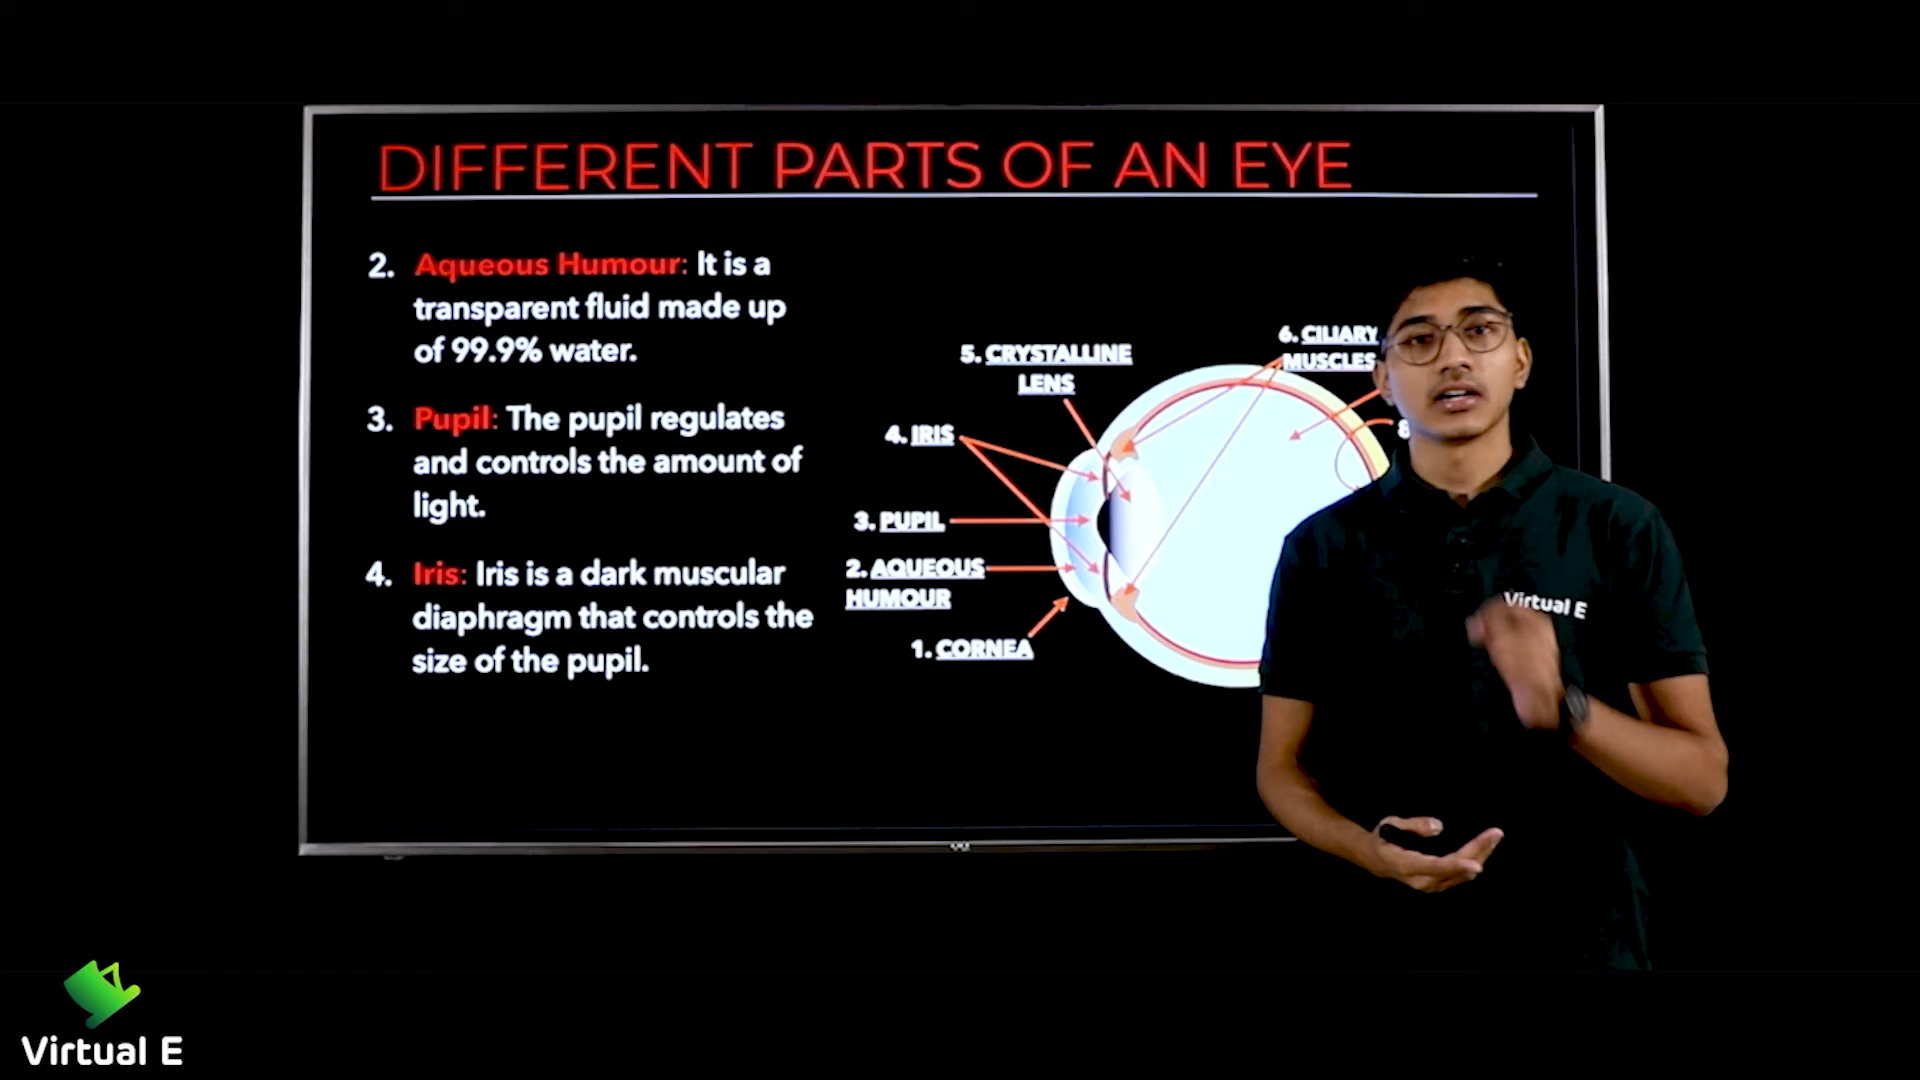 DIFFERENT PARTS OF AN EYE
2. Aqueous Humour: It is a
transparent fluid made up
of 99.9% water.
3. Pupil: The pupil regulates
and controls the amount of
light.
4. Iris: Iris is a dark muscular
diaphragm that controls the
size of the pupil.
5. CRYSTALLINE
LENS
6. CILIARY
MUSCLES
4. IRIS
8
3. PUPIL
2. AQUEOUS
HUMOUR
1. CORNEA
Virtual E
Virtual E